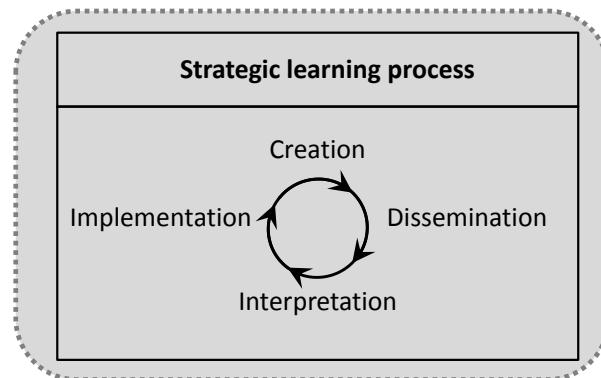 Strategic learning process
Creation
Implementation
Dissemination
Interpretation